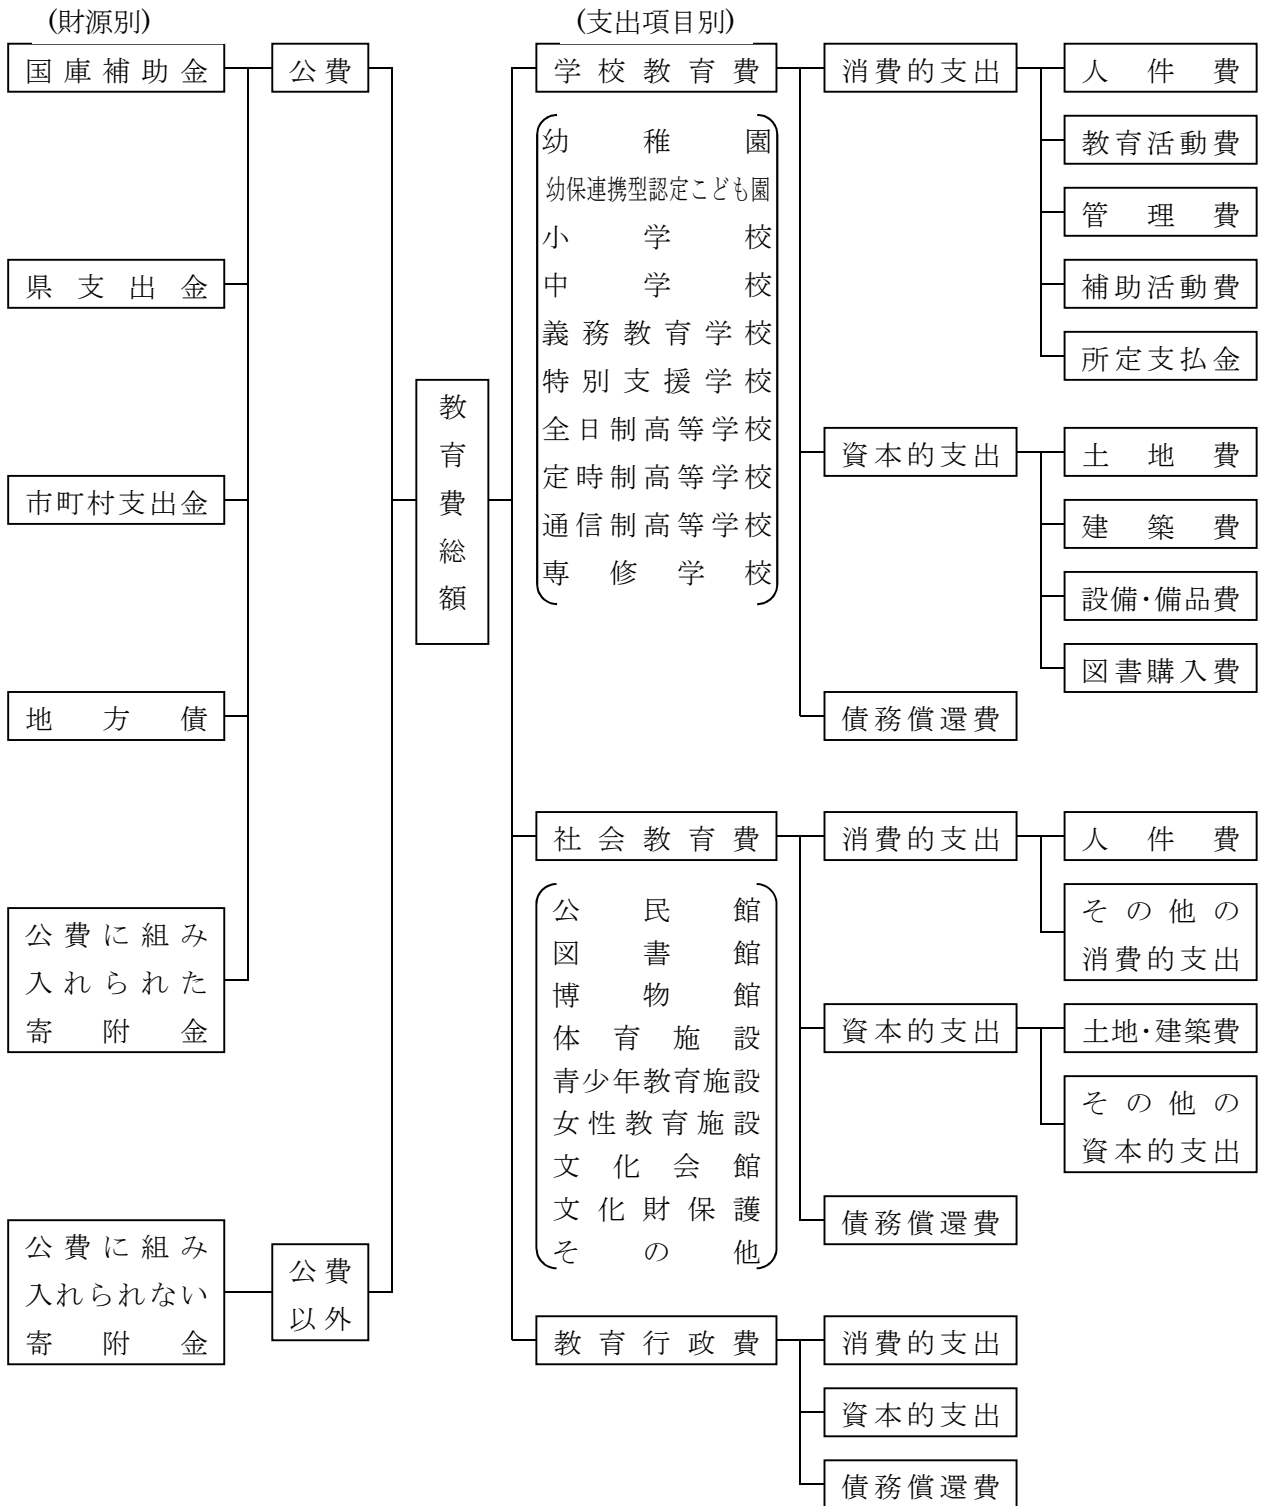 (財源別)
国庫補助金
公費
県支出金
市町村支出金
地方債
公費に組み
入れられた
寄附金
公費に組み
入れられない
寄附金
公費
以外
教
育
費
総
額
(支出項目別)
学校教育費
幼稚園
幼保連携型認定こども園
小学校
中学校
義務教育学校
特別支援学校
全日制高等学校
定時制高等学校
通信制高等学校
専修学校
消費的支出
人件費
教育活動費
管理費
補助活動費
所定支払金
資本的支出
土地費
建築費
設備・備品費
図書購入費
債務償還費
社会教育費
公民館
図書館
博物館
体育施設
青少年教育施設
女性教育施設
文化会館
文化財保護
その他
消費的支出
人件費
その他の
消費的支出
資本的支出
土地・建築費
その他の
資本的支出
債務償還費
教育行政費
消費的支出
資本的支出
債務償還費